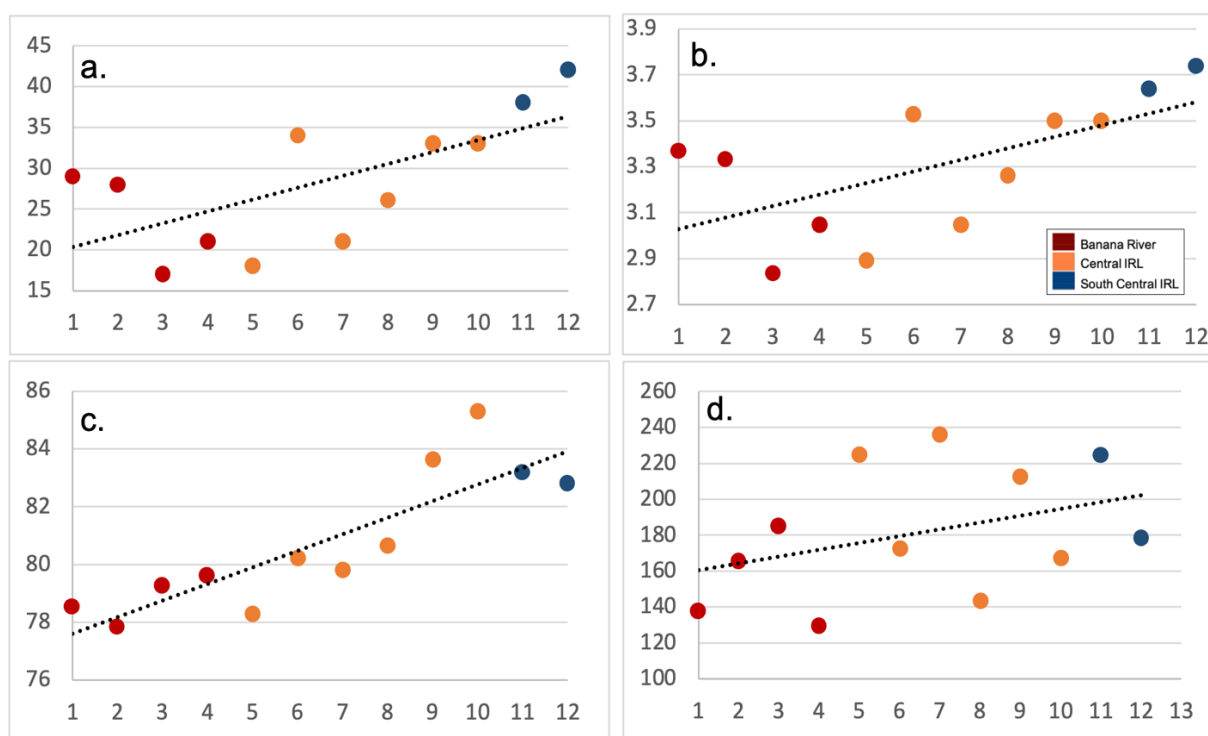 a.
45
40
35
30
25
20
15
1 2 3 4 5 6 7 8 9 10 11 12
b.
3.9
3.7
3.5
3.3
3.1
2.9
2.7
Banana River
Central IRL
South Central IRL
1 2 3 4 5 6 7 8 9 10 11 12
c.
86
84
82
80
78
76
1 2 3 4 5 6 7 8 9 10 11 12
d.
260
240
220
200
180
160
140
120
100
1 2 3 4 5 6 7 8 9 10 11 12 13